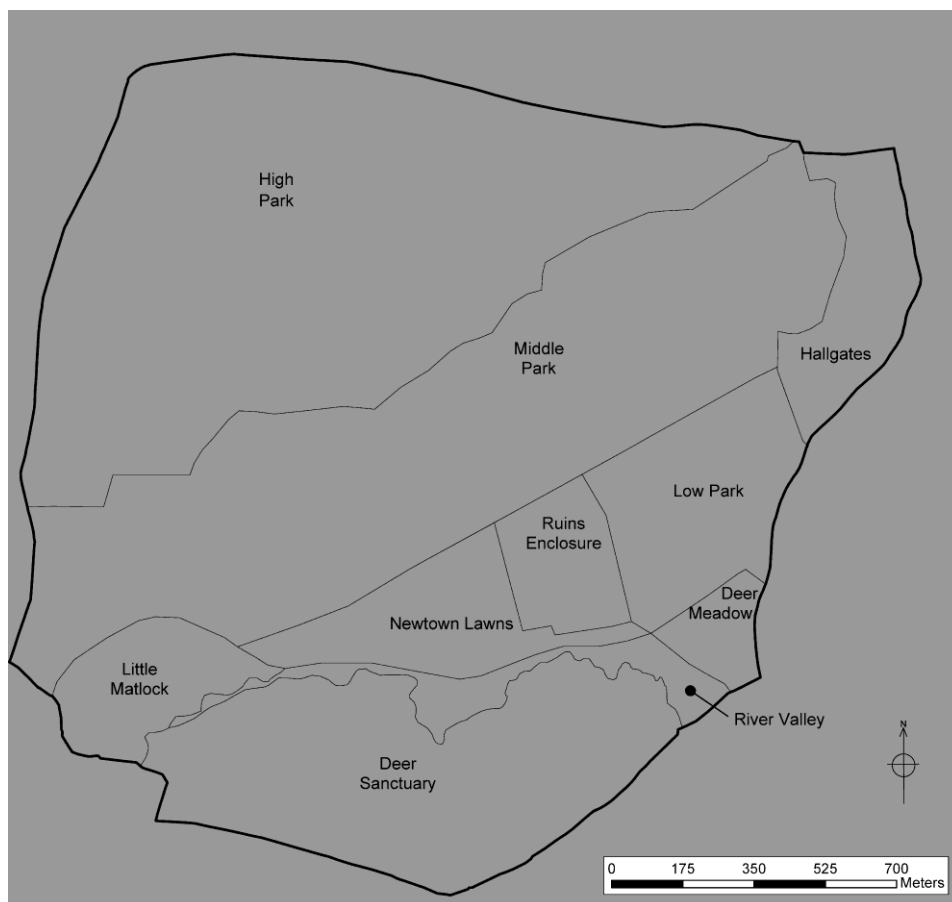 High
Park
Middle
Park
Hallgates
Low Park
Ruins
Enclosure
Deer
Meadow
Newtown Lawns
Little
Matlock
River Valley
Deer
Sanctuary
N
0 175 350 525 700
Meters